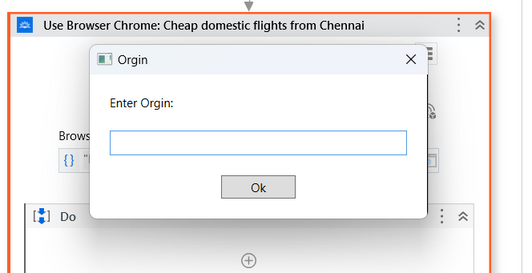 Use Browser Chrome: Cheap domestic flights from Chennai
Orgin
Enter Orgin:
Brows
Ok
Do